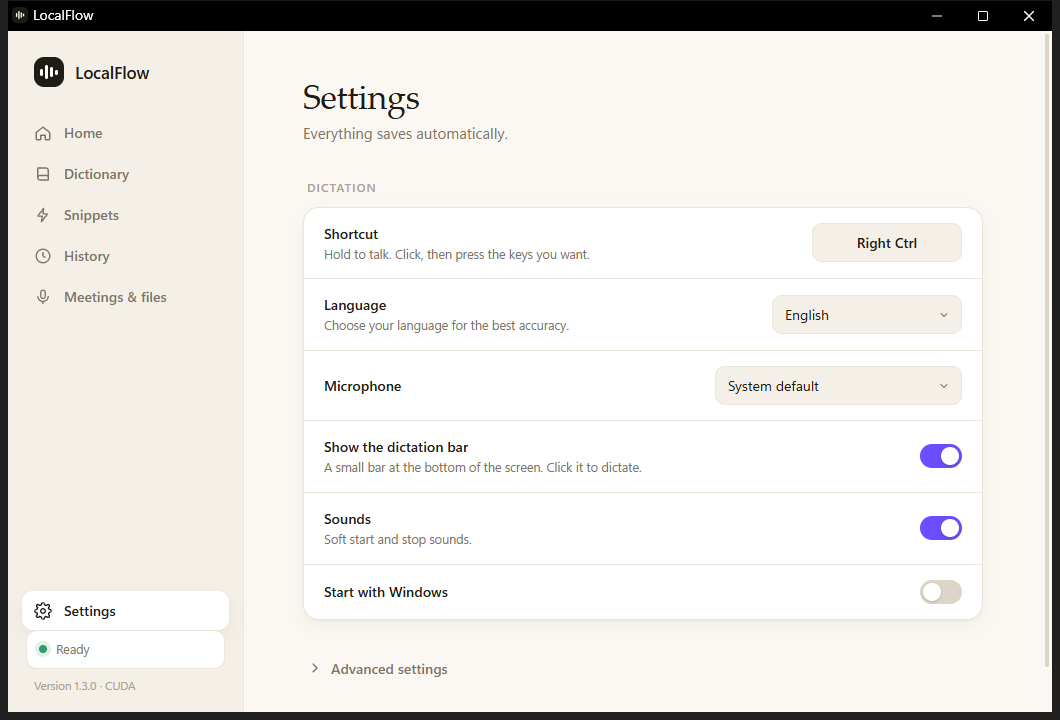 LocalFlow
LocalFlow
Home
Dictionary
Snippets
History
Meetings & files
Settings
Ready
Version 1.3.0 · CUDA
Settings
Everything saves automatically.
DICTATION
Shortcut
Hold to talk. Click, then press the keys you want.
Right Ctrl
Language
Choose your language for the best accuracy.
English
Microphone
System default
Show the dictation bar
A small bar at the bottom of the screen. Click it to dictate.
Sounds
Soft start and stop sounds.
Start with Windows
Advanced settings